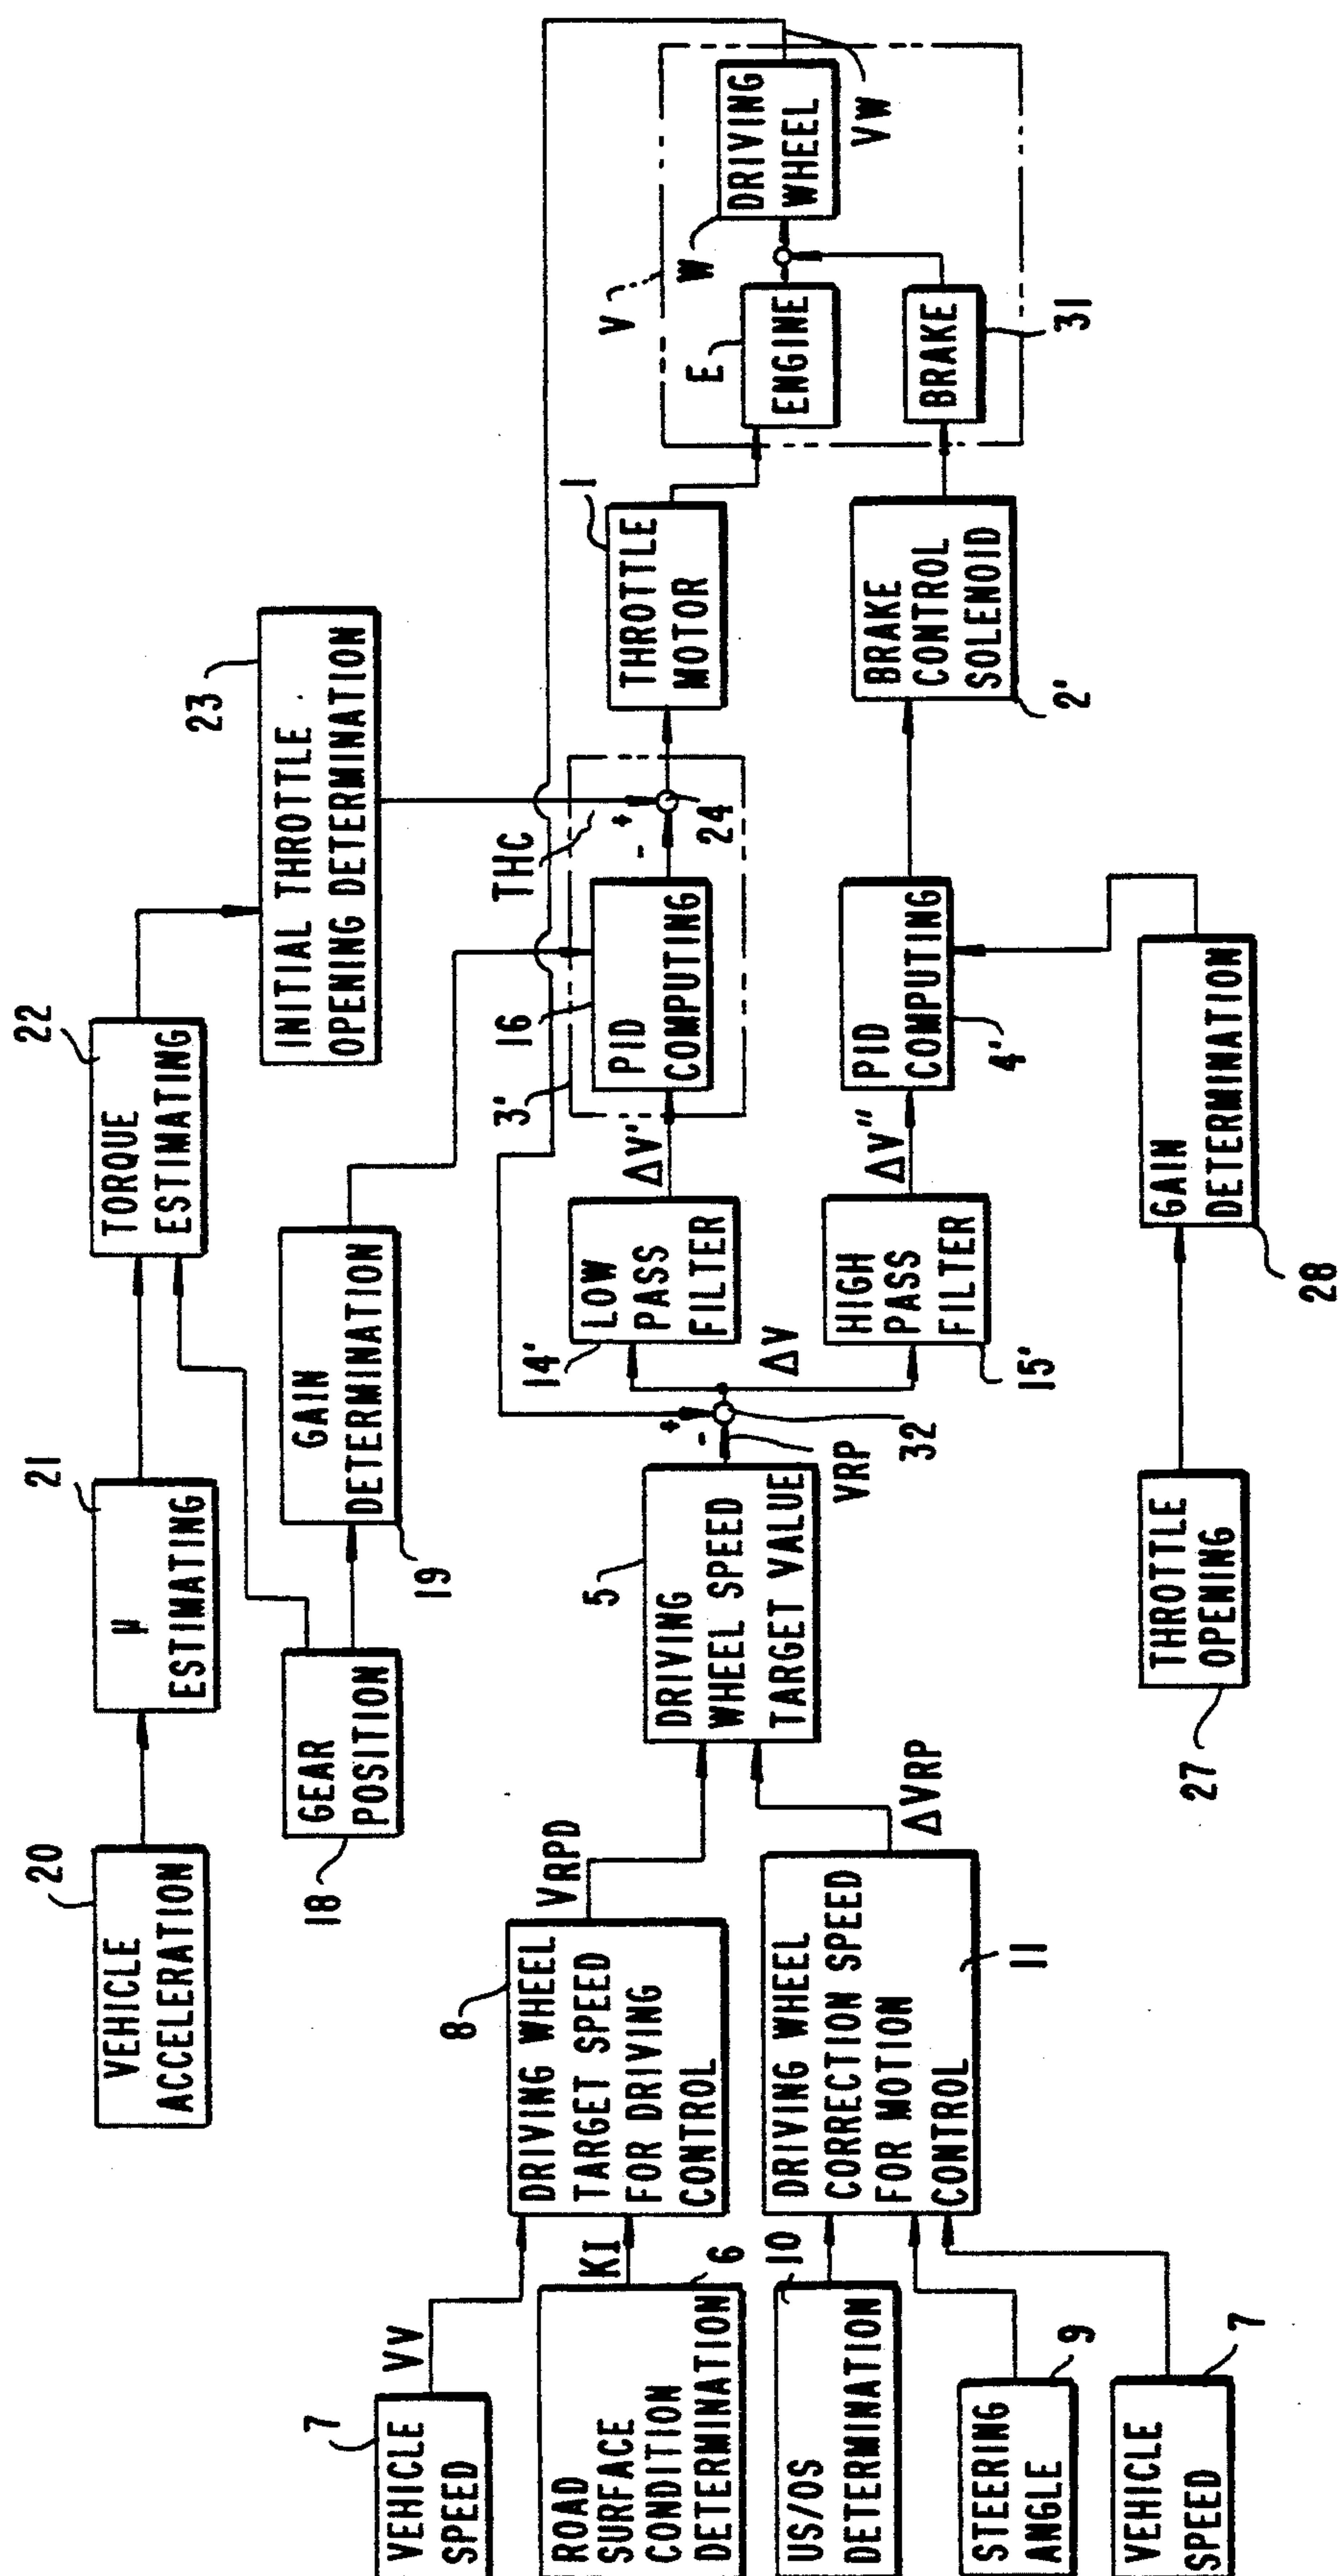 20
VEHICLE
ACCELERATION
21
μ
ESTIMATING
22
TORQUE
ESTIMATING
23
INITIAL THROTTLE
OPENING DETERMINATION
GEAR
POSITION
18
GAIN
DETERMINATION
19
7
VEHICLE
SPEED
VV
ROAD
SURFACE
CONDITION
DETERMINATION
6
KI
8
DRIVING WHEEL
TARGET SPEED
FOR DRIVING
CONTROL
VRPD
US/OS
DETERMINATION
10
STEERING
ANGLE
9
VEHICLE
SPEED
7
DRIVING WHEEL
CORRECTION SPEED
FOR MOTION
CONTROL
11
ΔVRP
5
DRIVING
WHEEL SPEED
TARGET VALUE
VRP
+
-
32
ΔV
14'
LOW
PASS
FILTER
ΔV'
HIGH
PASS
FILTER
15'
ΔV''
3'
16
PID
COMPUTING
THC
+
-
24
PID
COMPUTING
4'
THROTTLE
OPENING
27
GAIN
DETERMINATION
28
1
THROTTLE
MOTOR
BRAKE
CONTROL
SOLENOID
2'
V
E
ENGINE
W
DRIVING
WHEEL
VW
BRAKE
31